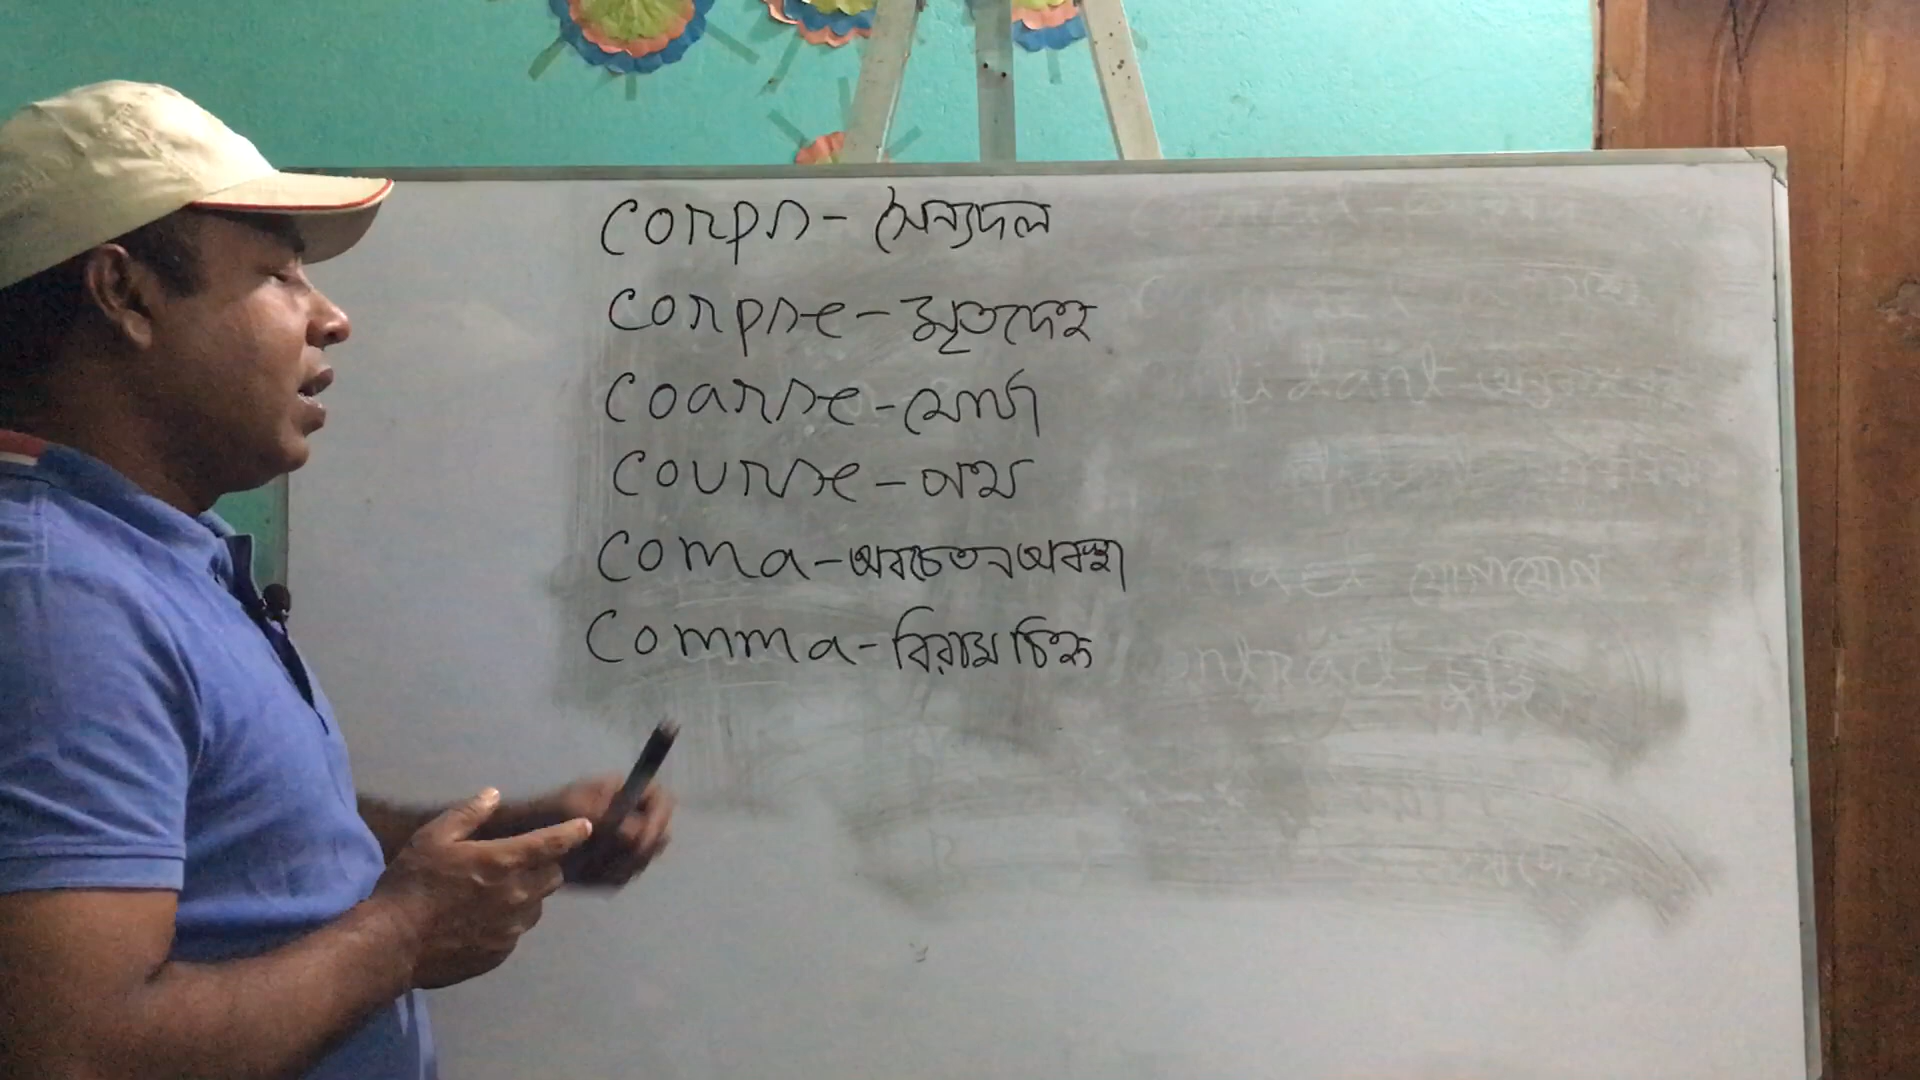 corps - সৈন্যদল
corpse - মৃতদেহ
coarse - মোটা
course - পথ
coma - অবচেতন অবস্থা
comma - বিরাম চিহ্ন